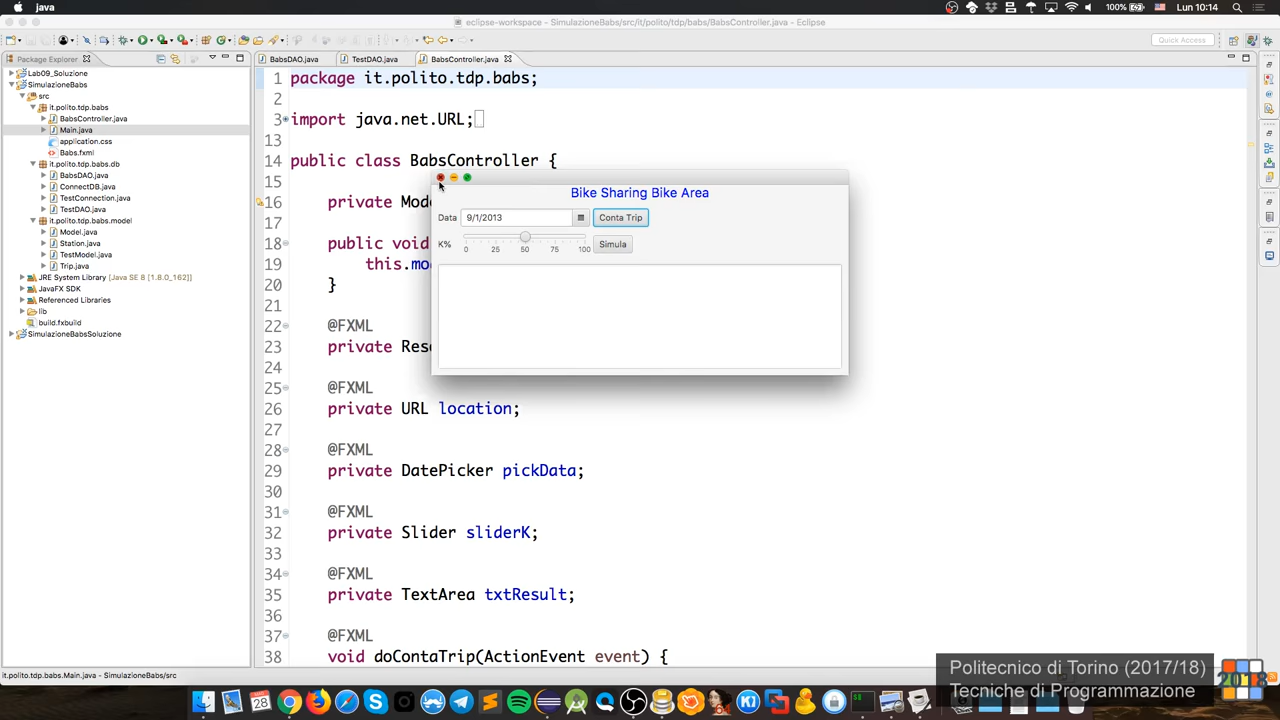 java
100%
Lun 10:14
eclipse-workspace - SimulazioneBabs/src/it/polito/tdp/babs/BabsController.java - Eclipse
Quick Access
Package Explorer
BabsDAO.java
TestDAO.java
BabsController.java
Lab09_Soluzione
SimulazioneBabs
src
it.polito.tdp.babs
BabsController.java
Main.java
application.css
Babs.fxml
it.polito.tdp.babs.db
BabsDAO.java
ConnectDB.java
TestConnection.java
TestDAO.java
it.polito.tdp.babs.model
Model.java
Station.java
TestModel.java
Trip.java
JRE System Library [Java SE 8 [1.8.0_162]]
JavaFX SDK
Referenced Libraries
lib
build.fxbuild
SimulazioneBabsSoluzione
1 package it.polito.tdp.babs;
2
3 import java.net.URL;
13
14 public class BabsController {
15
16 private Mod
17
18 public void
19 this.mo
20 }
21
22 @FXML
23 private Res
24
25 @FXML
26 private URL location;
27
28 @FXML
29 private DatePicker pickData;
30
31 @FXML
32 private Slider sliderK;
33
34 @FXML
35 private TextArea txtResult;
36
37 @FXML
38 void doContaTrip(ActionEvent event) {
Bike Sharing Bike Area
Data 9/1/2013 Conta Trip
K% 0 25 50 75 100 Simula
it.polito.tdp.babs.Main.java - SimulazioneBabs/src
Politecnico di Torino (2017/18)
Tecniche di Programmazione
2018
28